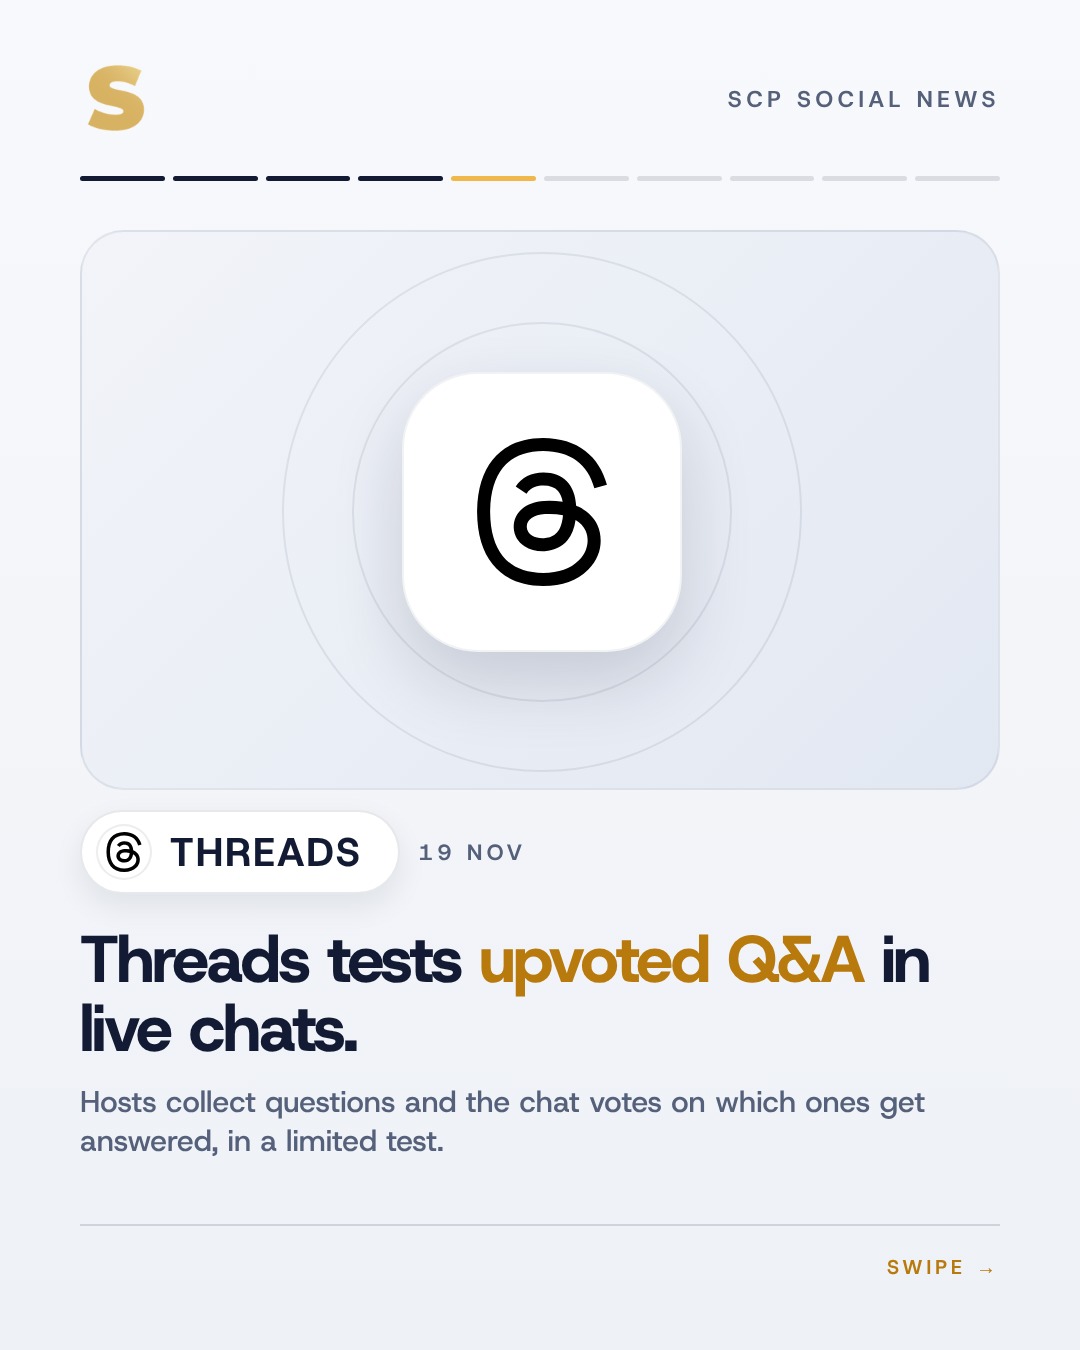 S
SCP SOCIAL NEWS
THREADS
19 NOV
Threads tests upvoted Q&A in
live chats.
Hosts collect questions and the chat votes on which ones get
answered, in a limited test.
SWIPE →